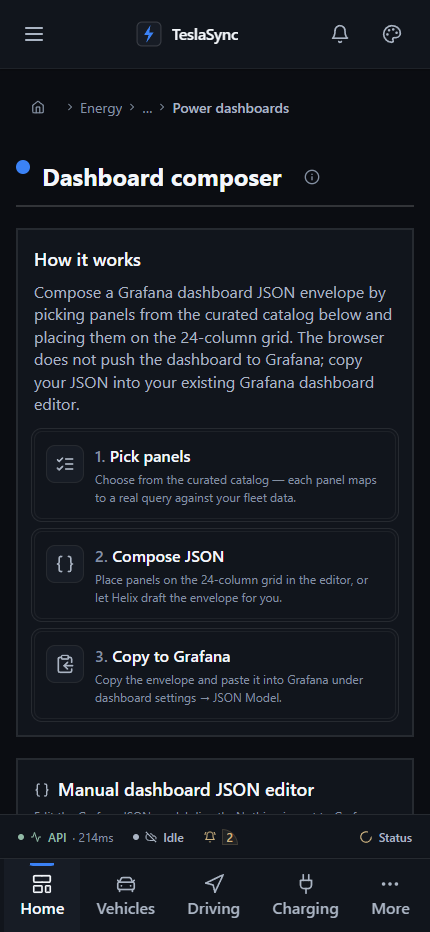 TeslaSync
Energy
...
Power dashboards
Dashboard composer
How it works
Compose a Grafana dashboard JSON envelope by
picking panels from the curated catalog below and
placing them on the 24-column grid. The browser
does not push the dashboard to Grafana; copy
your JSON into your existing Grafana dashboard
editor.
1. Pick panels
Choose from the curated catalog — each panel maps
to a real query against your fleet data.
2. Compose JSON
Place panels on the 24-column grid in the editor, or
let Helix draft the envelope for you.
3. Copy to Grafana
Copy the envelope and paste it into Grafana under
dashboard settings → JSON Model.
Manual dashboard JSON editor
API · 214ms
Idle
2
Status
Home
Vehicles
Driving
Charging
More